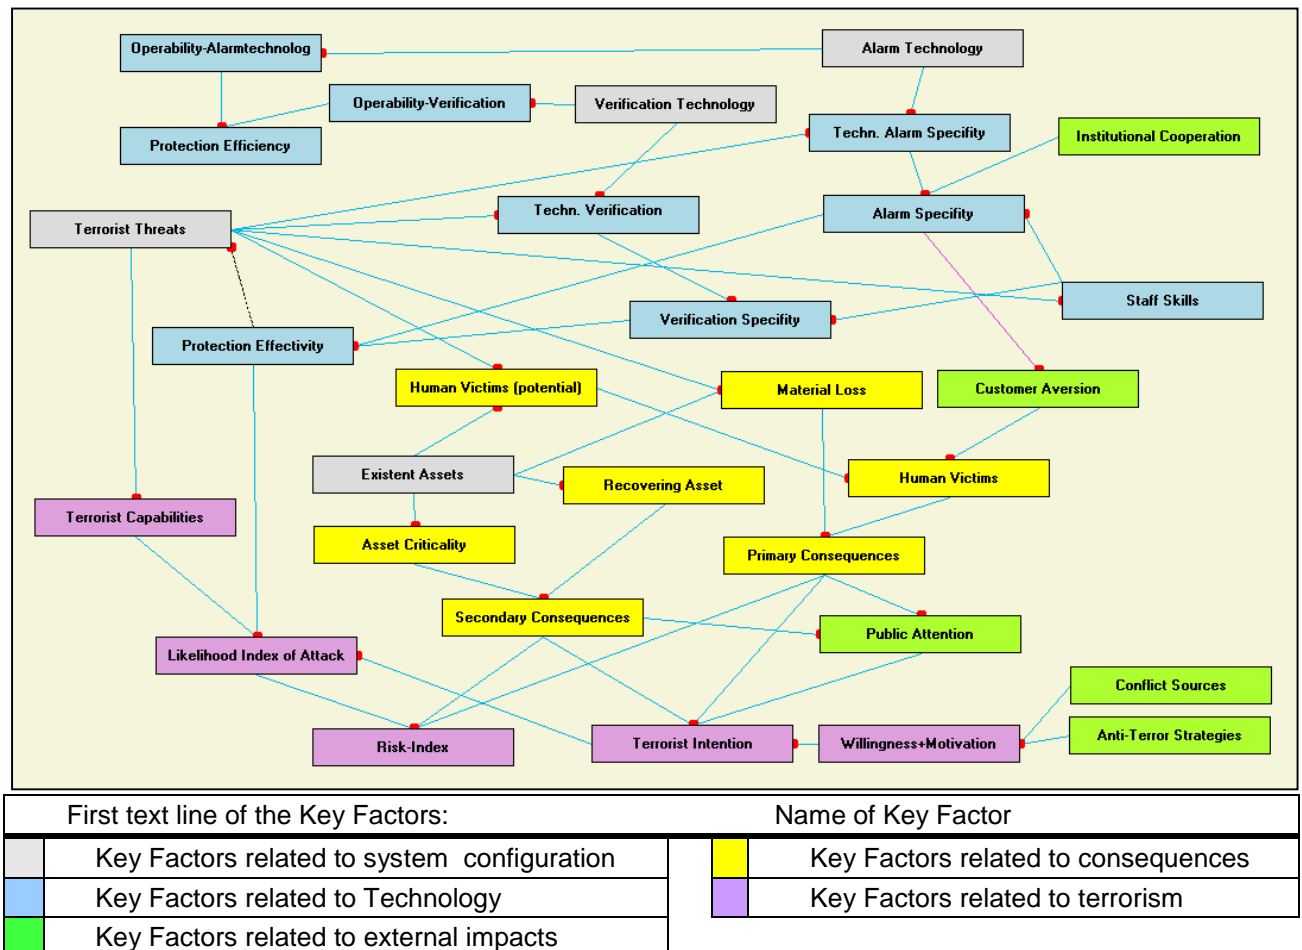 Operability-Alarmtechnolog
Alarm Technology
Operability-Verification
Verification Technology
Protection Efficiency
Techn. Alarm Specifity
Institutional Cooperation
Terrorist Threats
Techn. Verification
Alarm Specifity
Staff Skills
Verification Specifity
Protection Effectivity
Human Victims (potential)
Material Loss
Customer Aversion
Existent Assets
Recovering Asset
Human Victims
Terrorist Capabilities
Asset Criticality
Primary Consequences
Secondary Consequences
Public Attention
Likelihood Index of Attack
Conflict Sources
Risk-Index
Terrorist Intention
Willingness+Motivation
Anti-Terror Strategies
First text line of the Key Factors:
Name of Key Factor
Key Factors related to system configuration
Key Factors related to consequences
Key Factors related to Technology
Key Factors related to terrorism
Key Factors related to external impacts